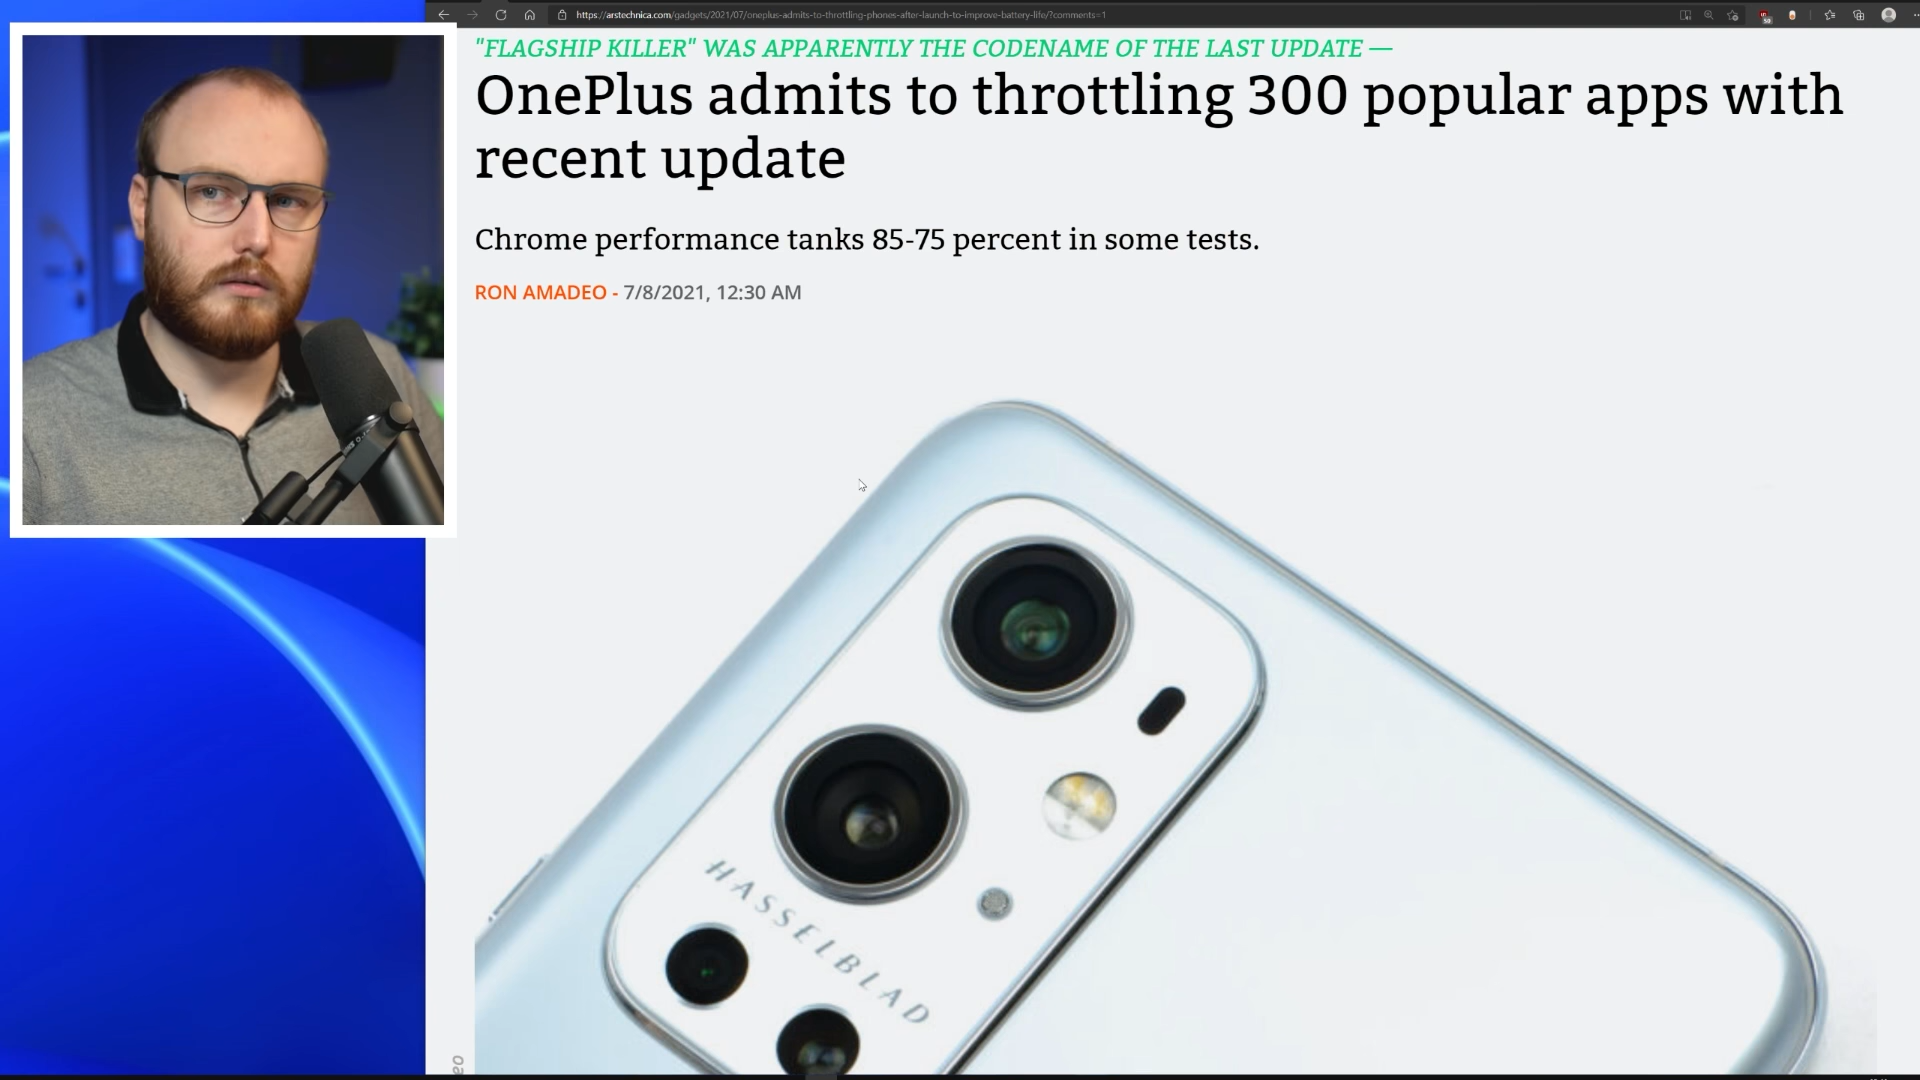 https://arstechnica.com/gadgets/2021/07/oneplus-admits-to-throttling-phones-after-launch-to-improve-battery-life/?comments=1
"FLAGSHIP KILLER" WAS APPARENTLY THE CODENAME OF THE LAST UPDATE —
OnePlus admits to throttling 300 popular apps with
recent update
Chrome performance tanks 85-75 percent in some tests.
RON AMADEO - 7/8/2021, 12:30 AM
HASSELBLAD